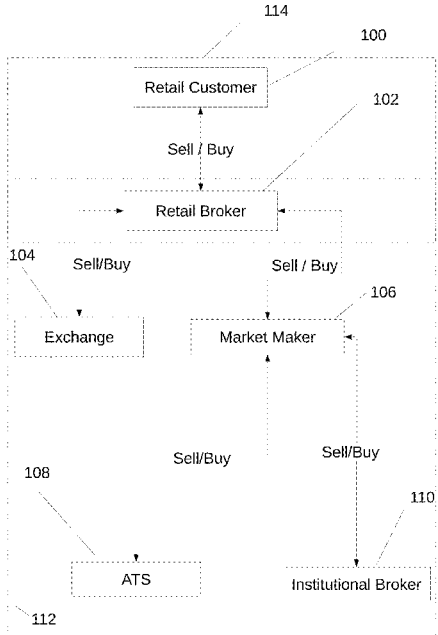 114
100
Retail Customer
102
Sell / Buy
Retail Broker
104
Sell/Buy
Sell / Buy
106
Exchange
Market Maker
Sell/Buy
Sell/Buy
108
110
ATS
Institutional Broker
112